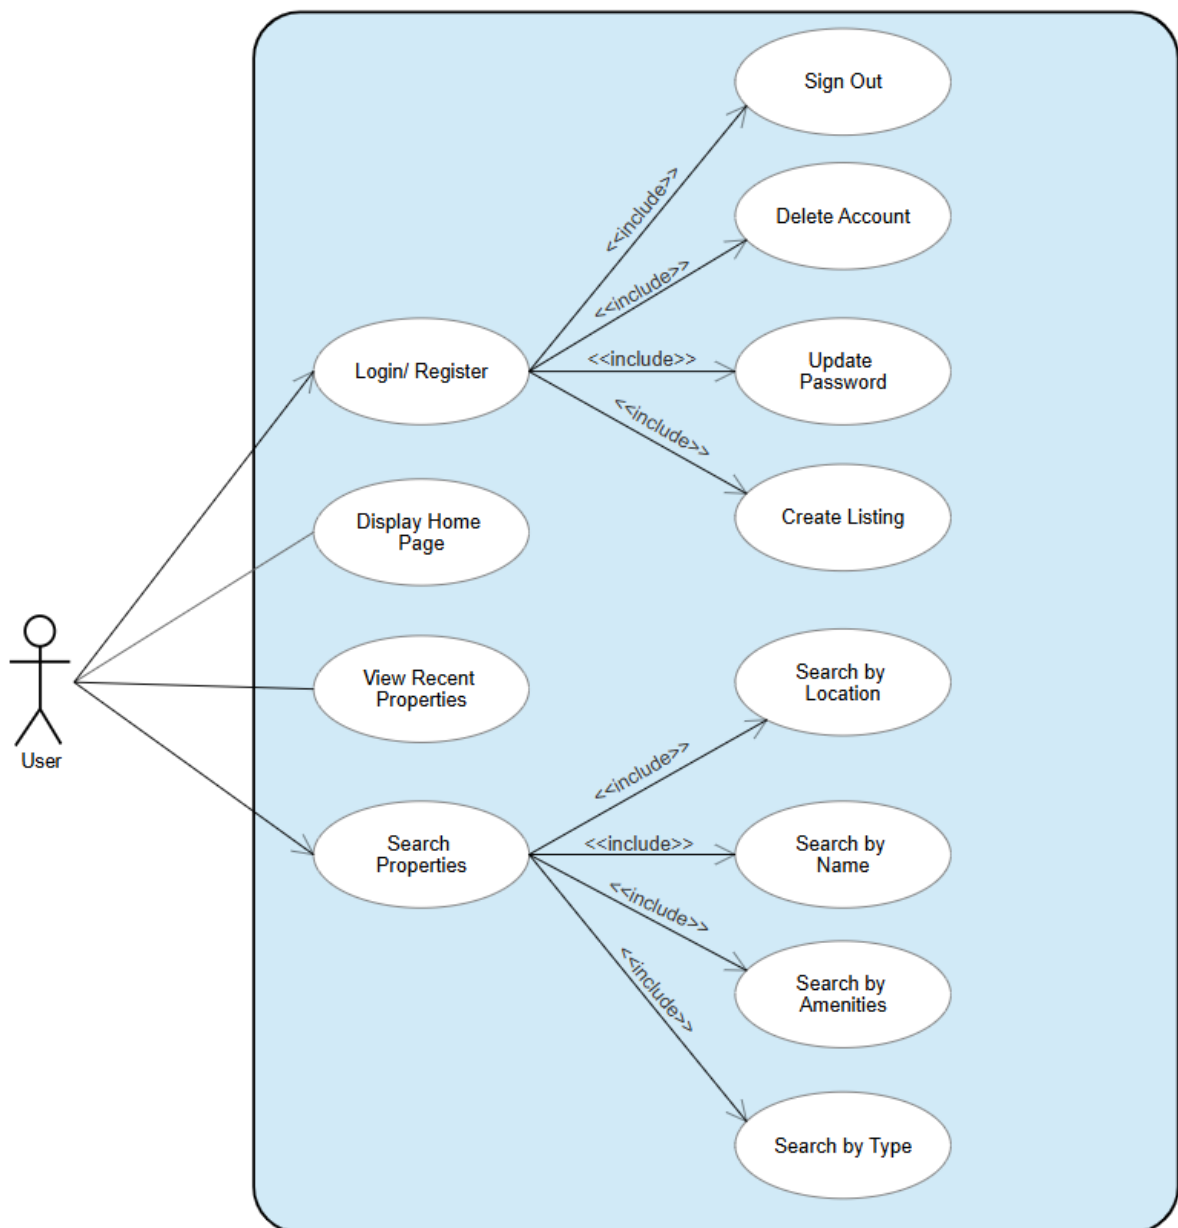 Sign Out
<<include>>
Delete Account
<<include>>
Login/ Register
<<include>>
Update
Password
<<include>>
Create Listing
Display Home
Page
User
View Recent
Properties
Search by
Location
<<include>>
Search
Properties
<<include>>
Search by
Name
<<include>>
Search by
Amenities
<<include>>
Search by Type